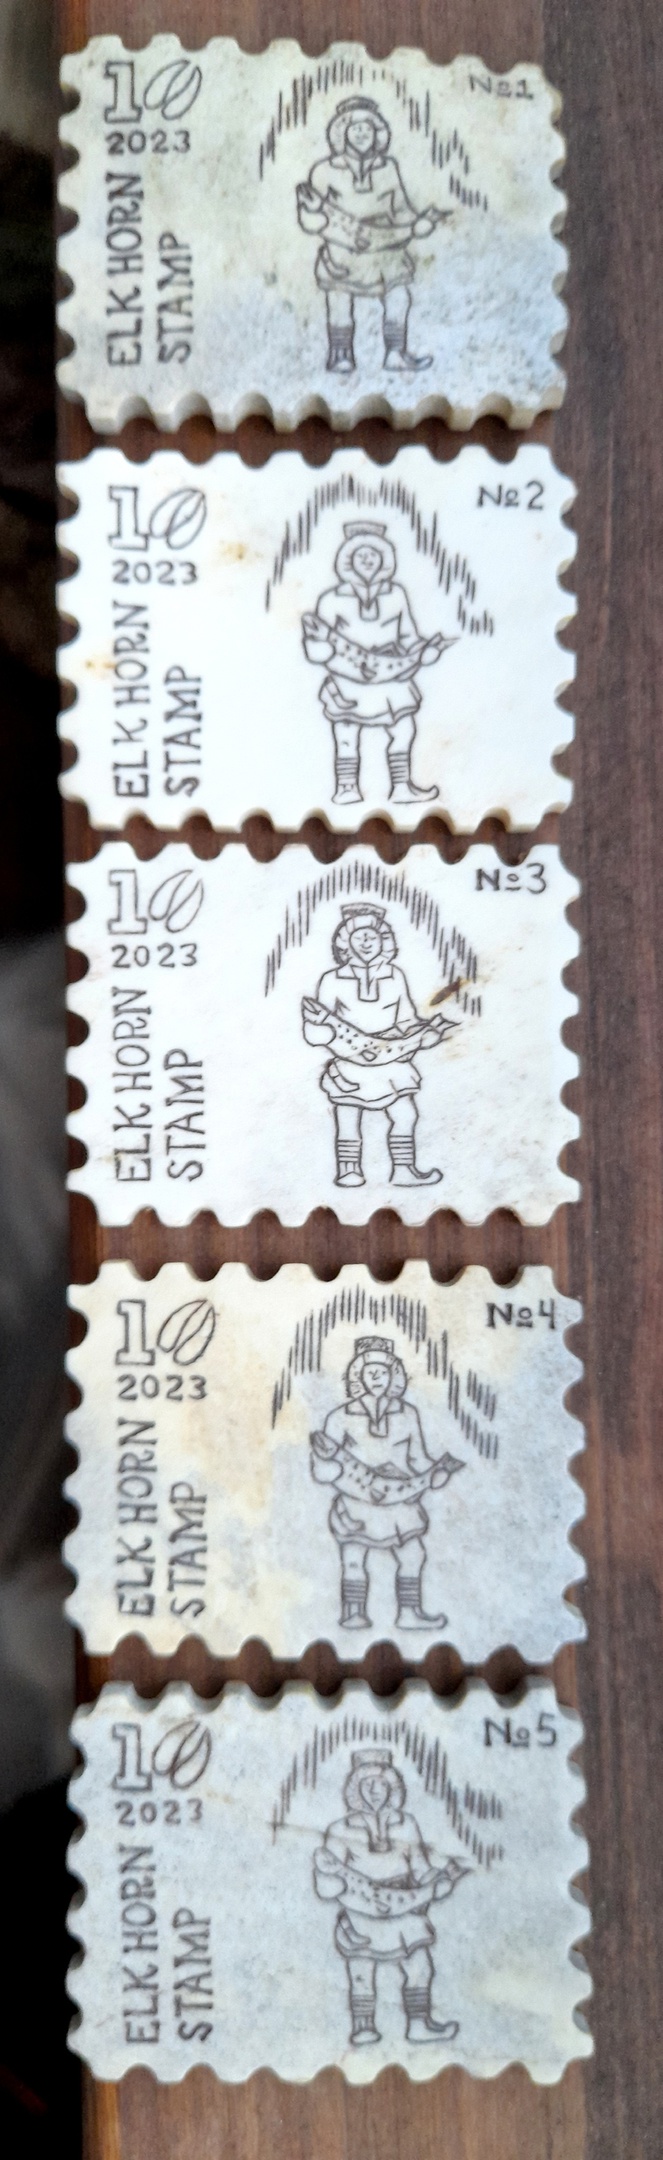 10
No1
2023
ELK HORN
STAMP
10
No2
2023
ELK HORN
STAMP
10
No3
2023
ELK HORN
STAMP
10
No4
2023
ELK HORN
STAMP
10
No5
2023
ELK HORN
STAMP